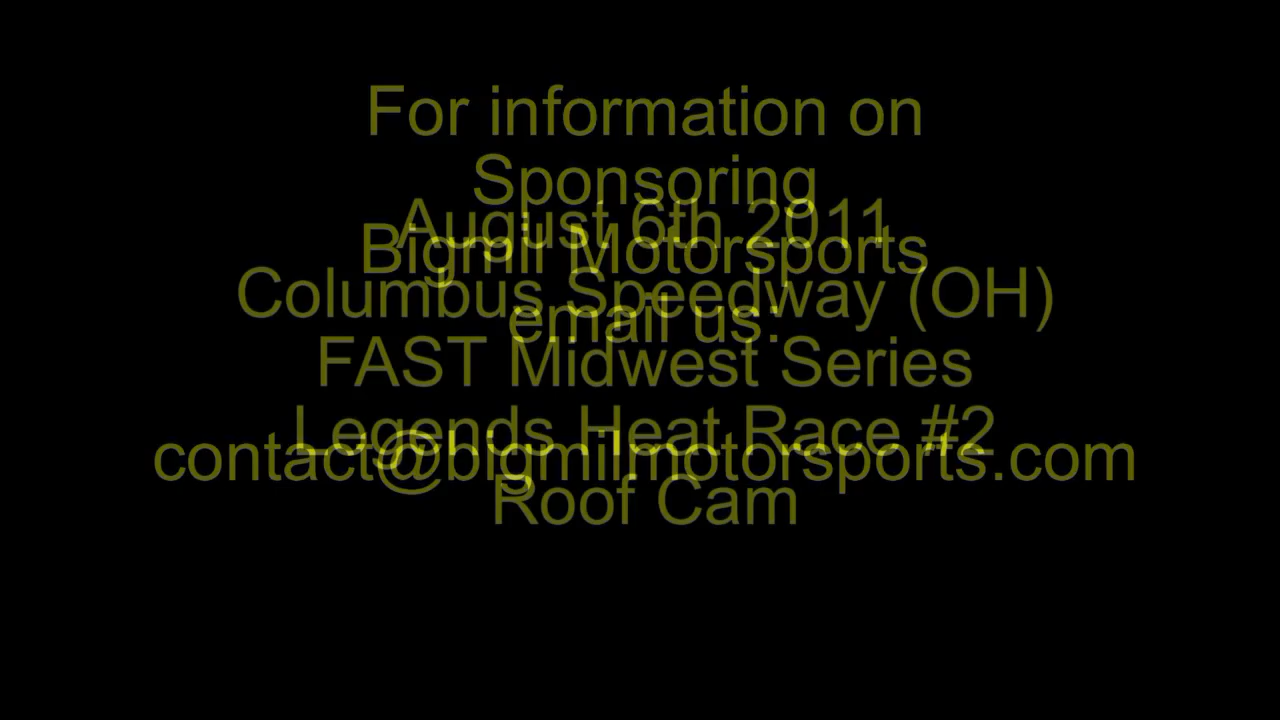 For information on
Sponsoring
August 6th 2011
Bigmil Motorsports
Columbus Speedway (OH)
email us:
FAST Midwest Series
Legends Heat Race #2
contact@bigmilmotorsports.com
Roof Cam